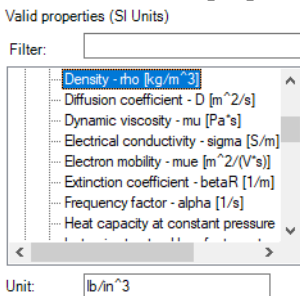 Valid properties (SI Units)
Filter:
Density - rho [kg/m^3]
Diffusion coefficient - D [m^2/s]
Dynamic viscosity - mu [Pa*s]
Electrical conductivity - sigma [S/m]
Electron mobility - mue [m^2/(V*s)]
Extinction coefficient - betaR [1/m]
Frequency factor - alpha [1/s]
Heat capacity at constant pressure
Unit:
lb/in^3